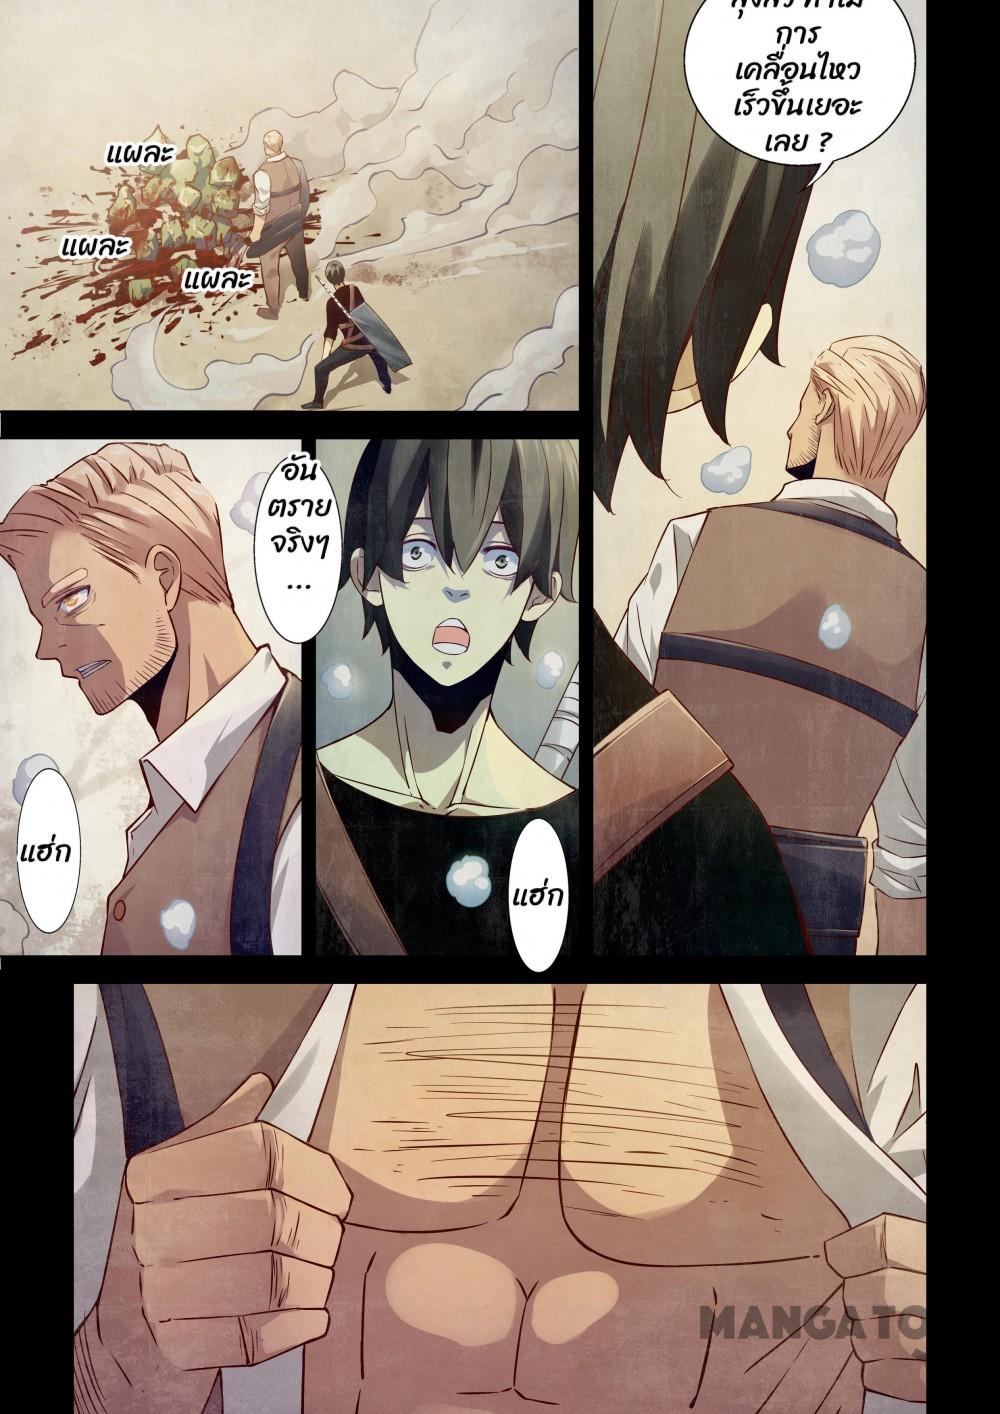 การ
เคลื่อนไหว
เร็วขึ้นเยอะ
เลย ?
แผละ
แผละ
แผละ
อัน
ตราย
จริงๆ
...
แฮ่ก
แฮ่ก
MANGATO